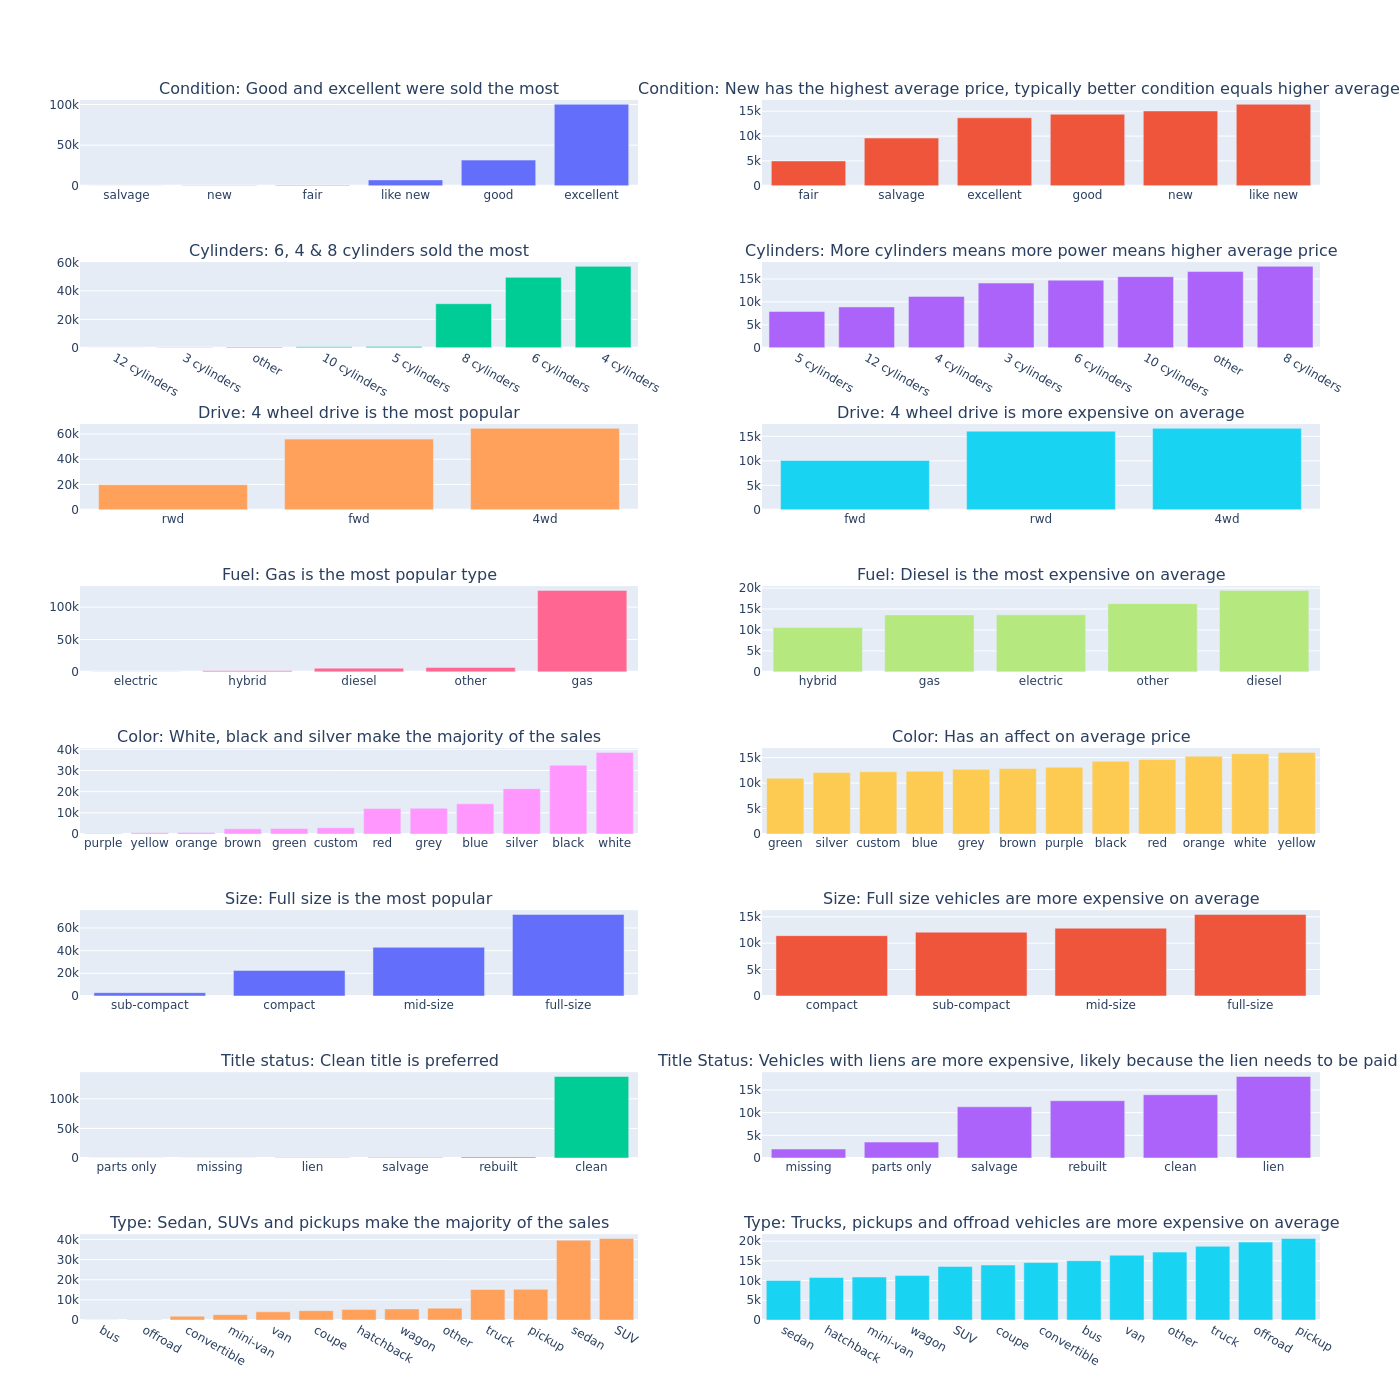 Condition: Good and excellent were sold the most
100k
50k
0
salvage new fair like new good excellent
Condition: New has the highest average price, typically better condition equals higher average
15k
10k
5k
0
fair salvage excellent good new like new
Cylinders: 6, 4 & 8 cylinders sold the most
60k
40k
20k
0
12 cylinders 3 cylinders other 10 cylinders 5 cylinders 8 cylinders 6 cylinders 4 cylinders
Cylinders: More cylinders means more power means higher average price
15k
10k
5k
0
5 cylinders 12 cylinders 4 cylinders 3 cylinders 6 cylinders 10 cylinders other 8 cylinders
Drive: 4 wheel drive is the most popular
60k
40k
20k
0
rwd fwd 4wd
Drive: 4 wheel drive is more expensive on average
15k
10k
5k
0
fwd rwd 4wd
Fuel: Gas is the most popular type
100k
50k
0
electric hybrid diesel other gas
Fuel: Diesel is the most expensive on average
20k
15k
10k
5k
0
hybrid gas electric other diesel
Color: White, black and silver make the majority of the sales
40k
30k
20k
10k
0
purple yellow orange brown green custom red grey blue silver black white
Color: Has an affect on average price
15k
10k
5k
0
green silver custom blue grey brown purple black red orange white yellow
Size: Full size is the most popular
60k
40k
20k
0
sub-compact compact mid-size full-size
Size: Full size vehicles are more expensive on average
15k
10k
5k
0
compact sub-compact mid-size full-size
Title status: Clean title is preferred
100k
50k
0
parts only missing lien salvage rebuilt clean
Title Status: Vehicles with liens are more expensive, likely because the lien needs to be paid
15k
10k
5k
0
missing parts only salvage rebuilt clean lien
Type: Sedan, SUVs and pickups make the majority of the sales
40k
30k
20k
10k
0
bus offroad convertible mini-van van coupe hatchback wagon other truck pickup sedan SUV
Type: Trucks, pickups and offroad vehicles are more expensive on average
20k
15k
10k
5k
0
sedan hatchback mini-van wagon SUV coupe convertible bus van other truck offroad pickup